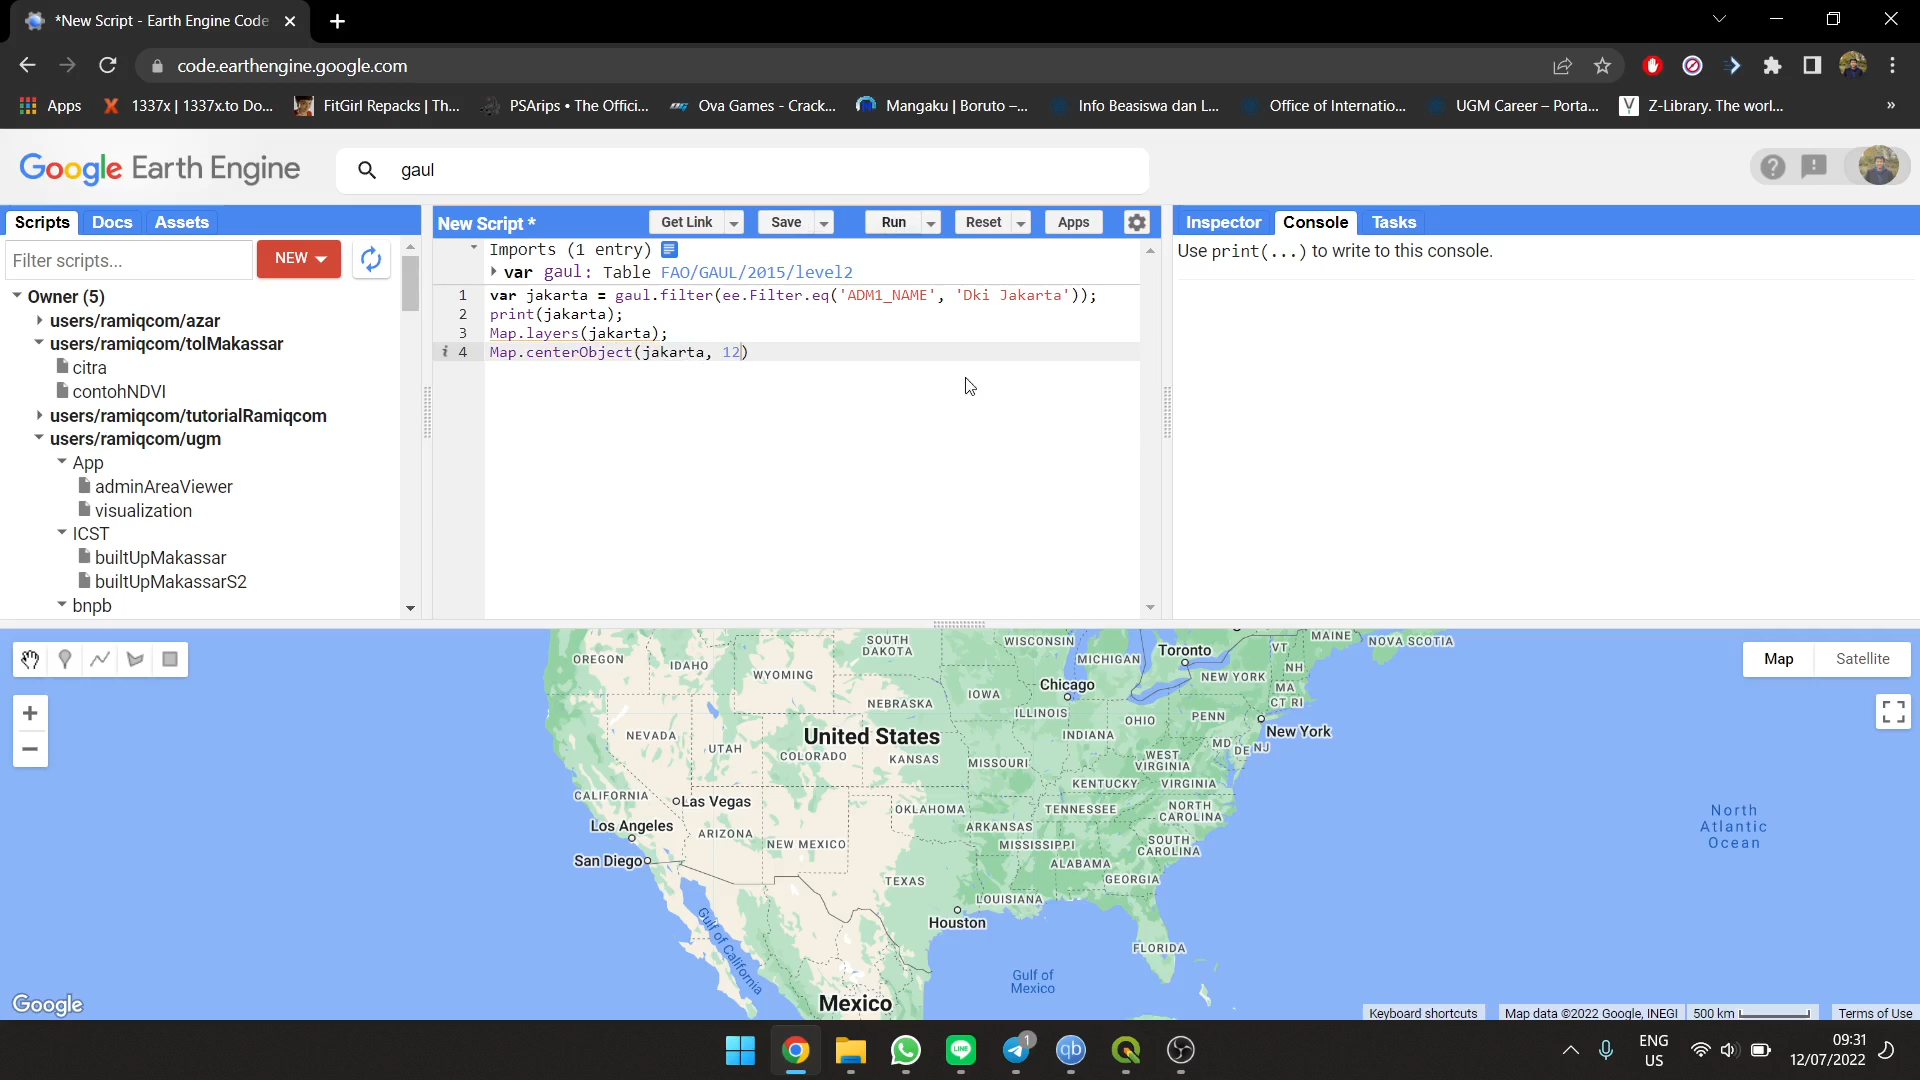 *New Script - Earth Engine Code
code.earthengine.google.com
Apps
1337x | 1337x.to Do...
FitGirl Repacks | Th...
PSArips • The Offici...
Ova Games - Crack...
Mangaku | Boruto –...
Info Beasiswa dan L...
Office of Internatio...
UGM Career – Porta...
Z-Library. The worl...
»
Google Earth Engine
gaul
Scripts
Docs
Assets
Filter scripts...
NEW
Owner (5)
users/ramiqcom/azar
users/ramiqcom/tolMakassar
citra
contohNDVI
users/ramiqcom/tutorialRamiqcom
users/ramiqcom/ugm
App
adminAreaViewer
visualization
ICST
builtUpMakassar
builtUpMakassarS2
bnpb
New Script *
Get Link
Save
Run
Reset
Apps
Imports (1 entry)
var gaul: Table FAO/GAUL/2015/level2
1 var jakarta = gaul.filter(ee.Filter.eq('ADM1_NAME', 'Dki Jakarta'));
2 print(jakarta);
3 Map.layers(jakarta);
i 4 Map.centerObject(jakarta, 12)
Inspector
Console
Tasks
Use print(...) to write to this console.
Map
Satellite
OREGON
IDAHO
WYOMING
SOUTH
DAKOTA
WISCONSIN
MICHIGAN
Toronto
VT
MAINE
NOVA SCOTIA
NH
NEW YORK
MA
CT RI
NEBRASKA
IOWA
Chicago
ILLINOIS
OHIO
PENN
New York
NEVADA
UTAH
United States
COLORADO
KANSAS
MISSOURI
INDIANA
WEST
VIRGINIA
MD
DE NJ
KENTUCKY
VIRGINIA
CALIFORNIA
Las Vegas
Los Angeles
ARIZONA
NEW MEXICO
OKLAHOMA
ARKANSAS
TENNESSEE
NORTH
CAROLINA
MISSISSIPPI
SOUTH
CAROLINA
San Diego
ALABAMA
TEXAS
GEORGIA
LOUISIANA
Houston
FLORIDA
Gulf of California
Gulf of
Mexico
Mexico
North
Atlantic
Ocean
Google
Keyboard shortcuts
Map data ©2022 Google, INEGI
500 km
Terms of Use
1
qb
ENG
US
09:31
12/07/2022